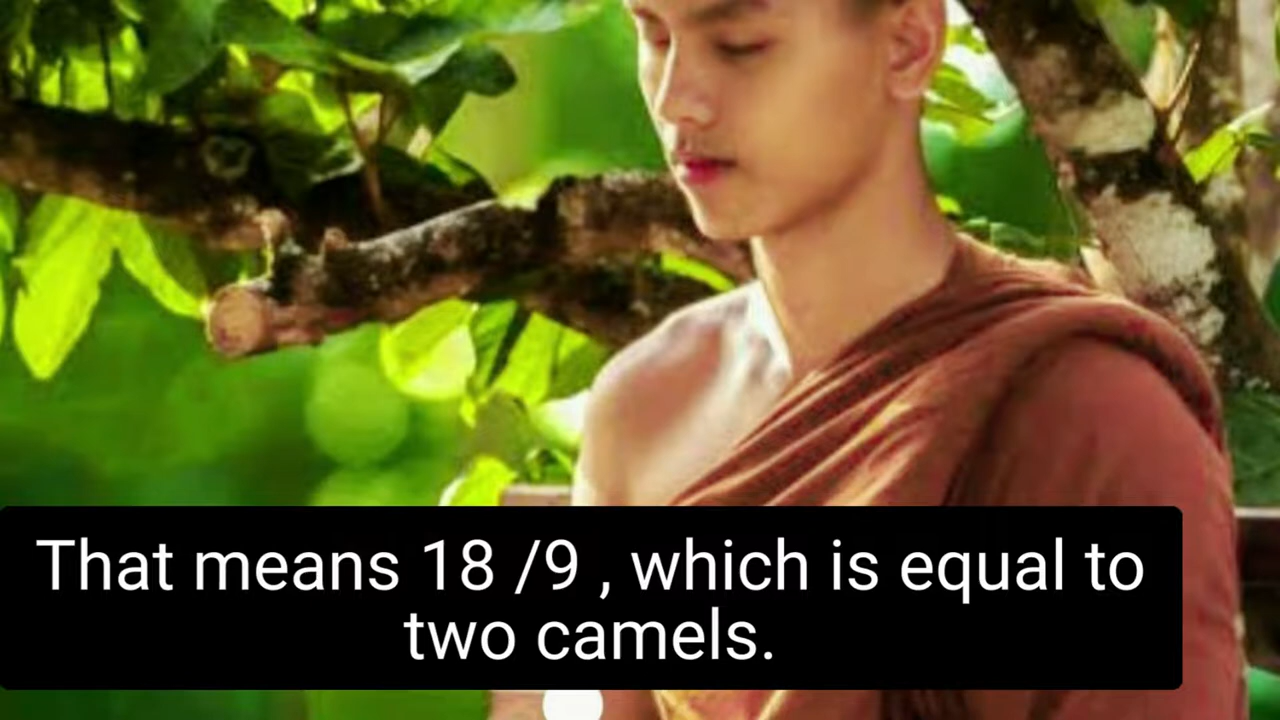 That means 18 /9 , which is equal to
two camels.